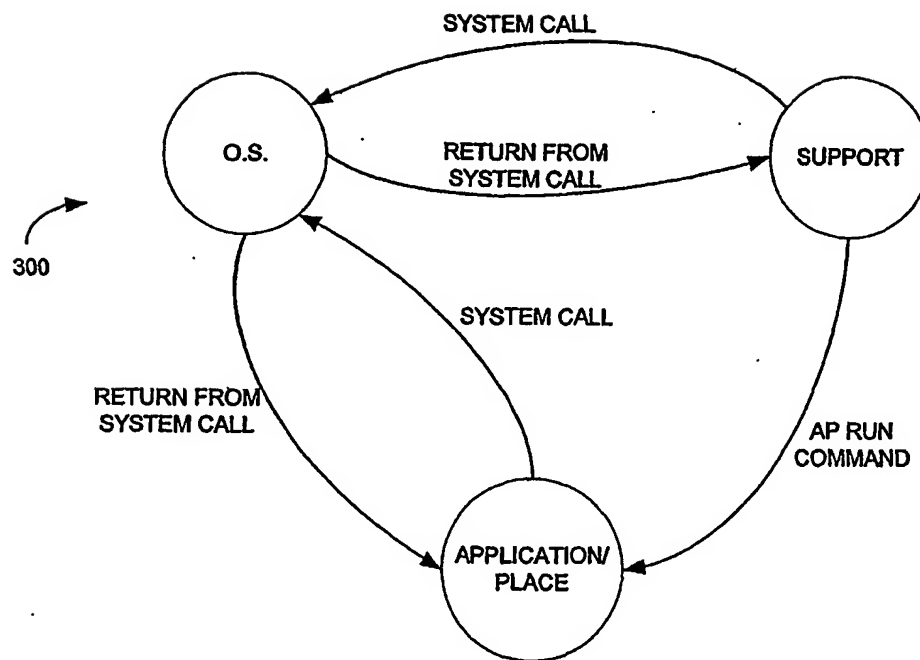 SYSTEM CALL
O.S.
RETURN FROM
SYSTEM CALL
SUPPORT
300
SYSTEM CALL
RETURN FROM
SYSTEM CALL
AP RUN
COMMAND
APPLICATION/
PLACE